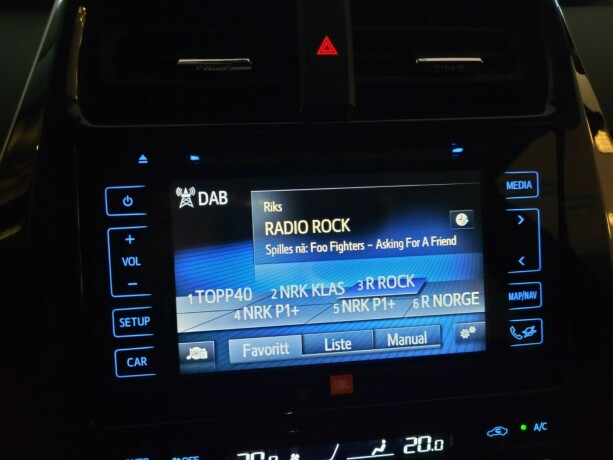 DAB
Riks
RADIO ROCK
Spilles nå: Foo Fighters - Asking For A Friend
1 TOPP40 2 NRK KLAS 3 R ROCK
4 NRK P1+ 5 NRK P1+ 6 R NORGE
Favoritt Liste Manual
+
VOL
-
SETUP
CAR
MEDIA
>
<
MAP/NAV
JBL
A/C
20.0